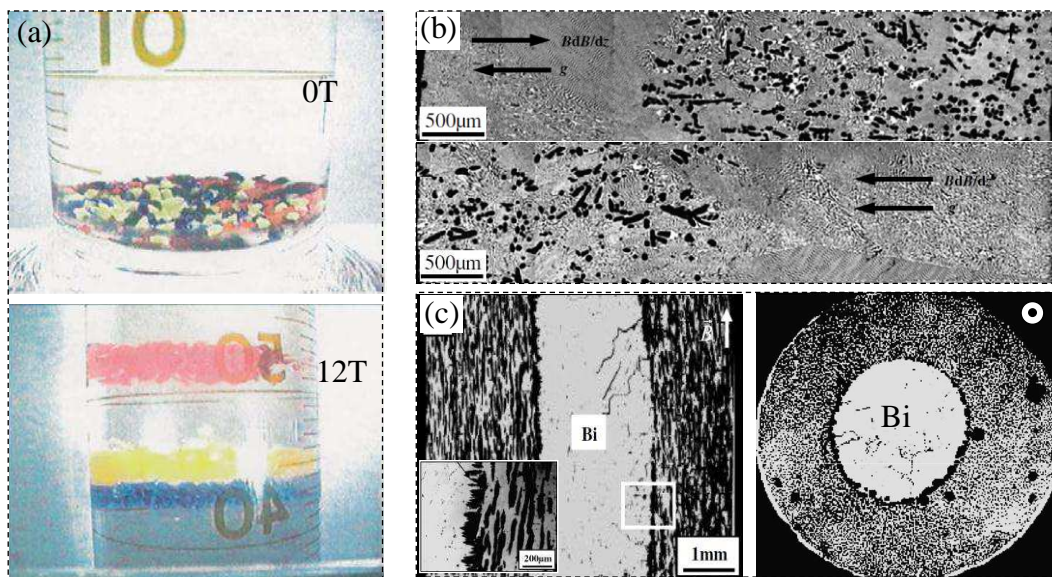 (a)
10
0T
50
12T
40
(b)
BdB/dz
g
500μm
BdB/dz
500μm
(c)
B
Bi
200μm
1mm
Bi